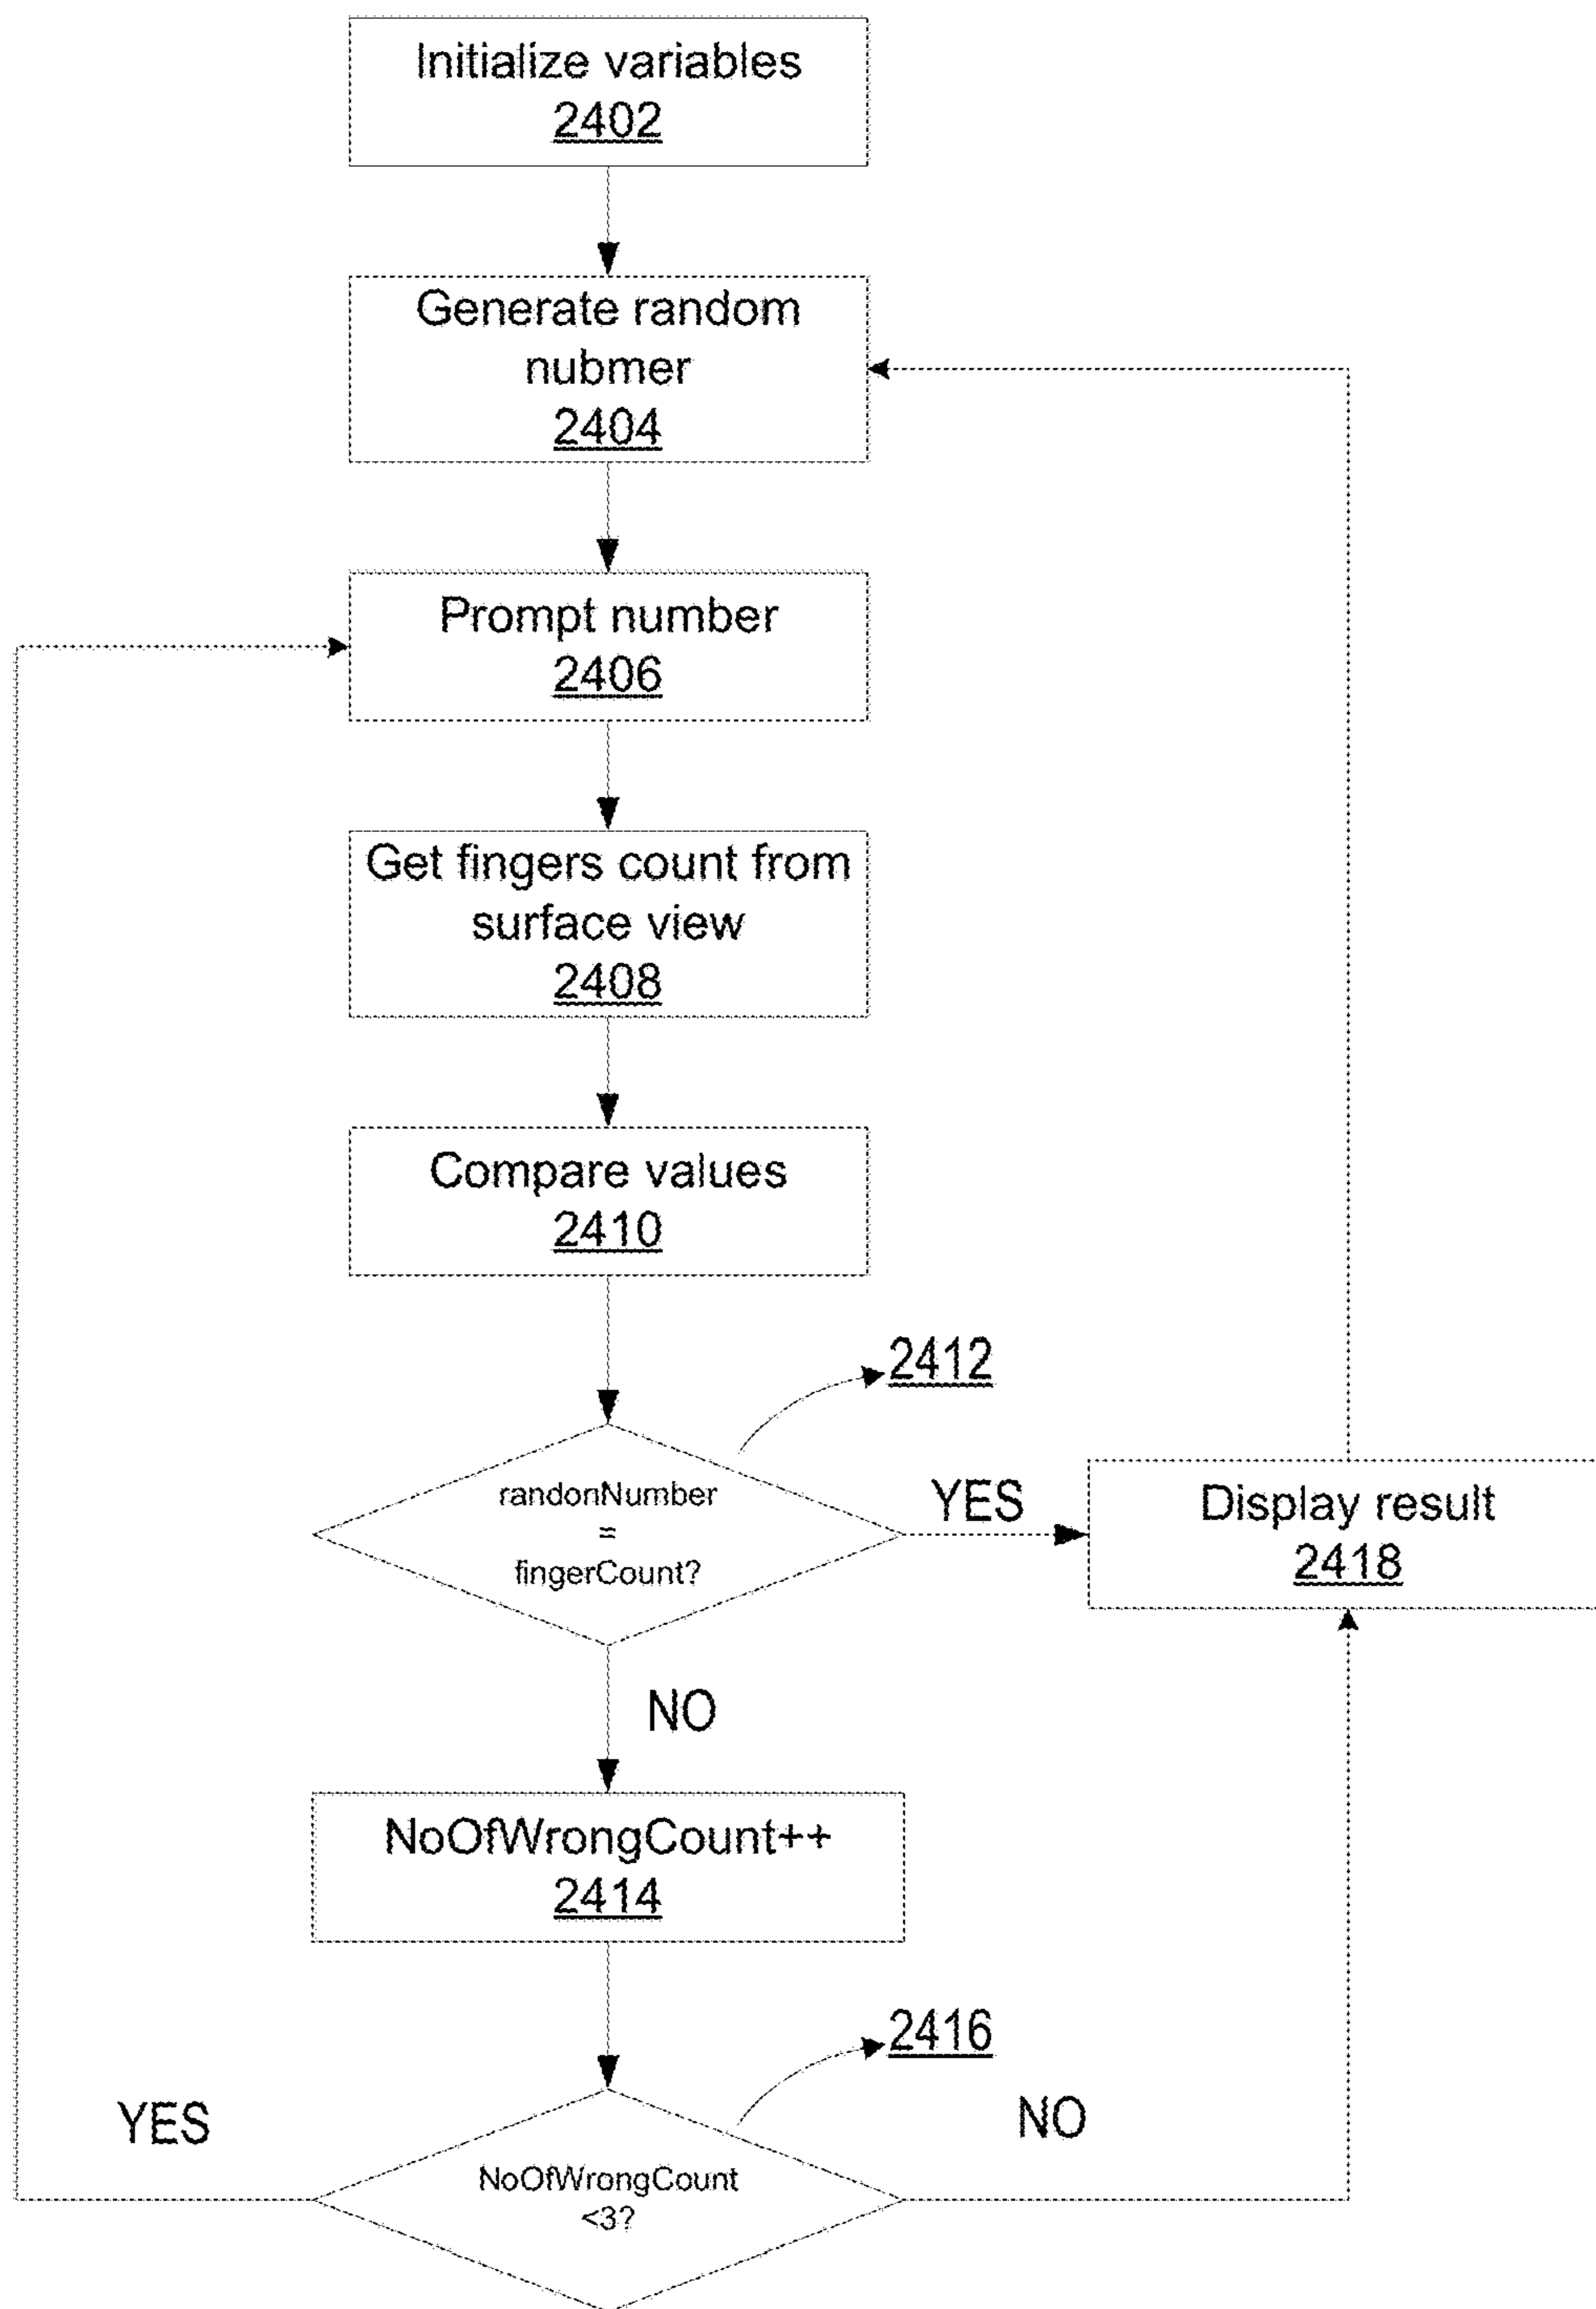 Initialize variables
2402
Generate random
nubmer
2404
Prompt number
2406
Get fingers count from
surface view
2408
Compare values
2410
2412
randonNumber
=
fingerCount?
YES
Display result
2418
NO
NoOfWrongCount++
2414
2416
YES
NO
NoOfWrongCount
<3?